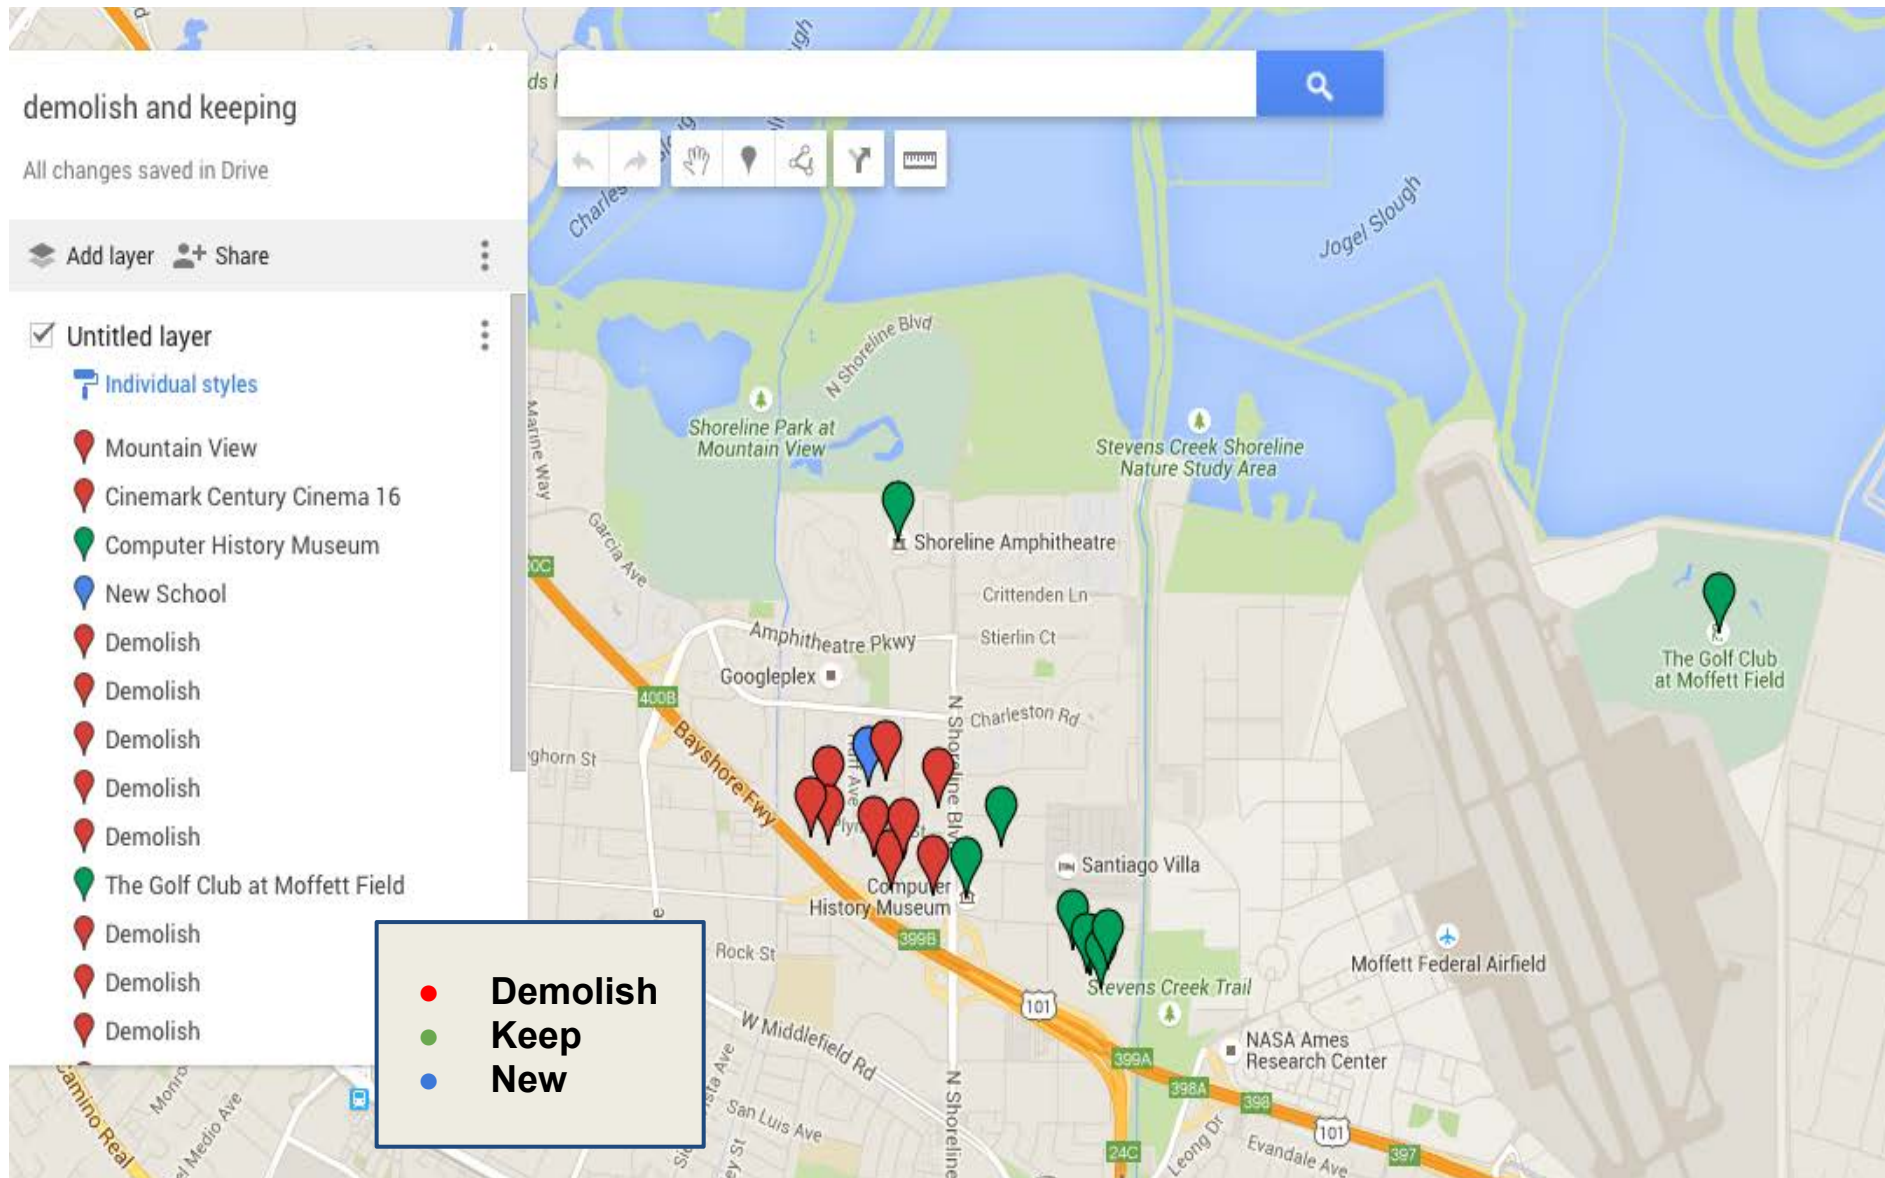 demolish and keeping
All changes saved in Drive
Add layer
Share
Untitled layer
Individual styles
Mountain View
Cinemark Century Cinema 16
Computer History Museum
New School
Demolish
Demolish
Demolish
Demolish
Demolish
The Golf Club at Moffett Field
Demolish
Demolish
Demolish
Demolish
Keep
New
Jogel Slough
N Shoreline Blvd
Shoreline Park at
Mountain View
Stevens Creek Shoreline
Nature Study Area
Marine Way
Garcia Ave
Shoreline Amphitheatre
Crittenden Ln
Amphitheatre Pkwy
Stierlin Ct
Googleplex
The Golf Club
at Moffett Field
400B
Charleston Rd
Bayshore Fwy
N Shoreline Blv
Santiago Villa
Computer
History Museum
399B
Rock St
Stevens Creek Trail
Moffett Federal Airfield
101
W Middlefield Rd
NASA Ames
Research Center
399A
398A
398
101
397
24C
San Luis Ave
N Shoreline
Leong Dr
Evandale Ave
Camino Real
Monro
el Medio Ave